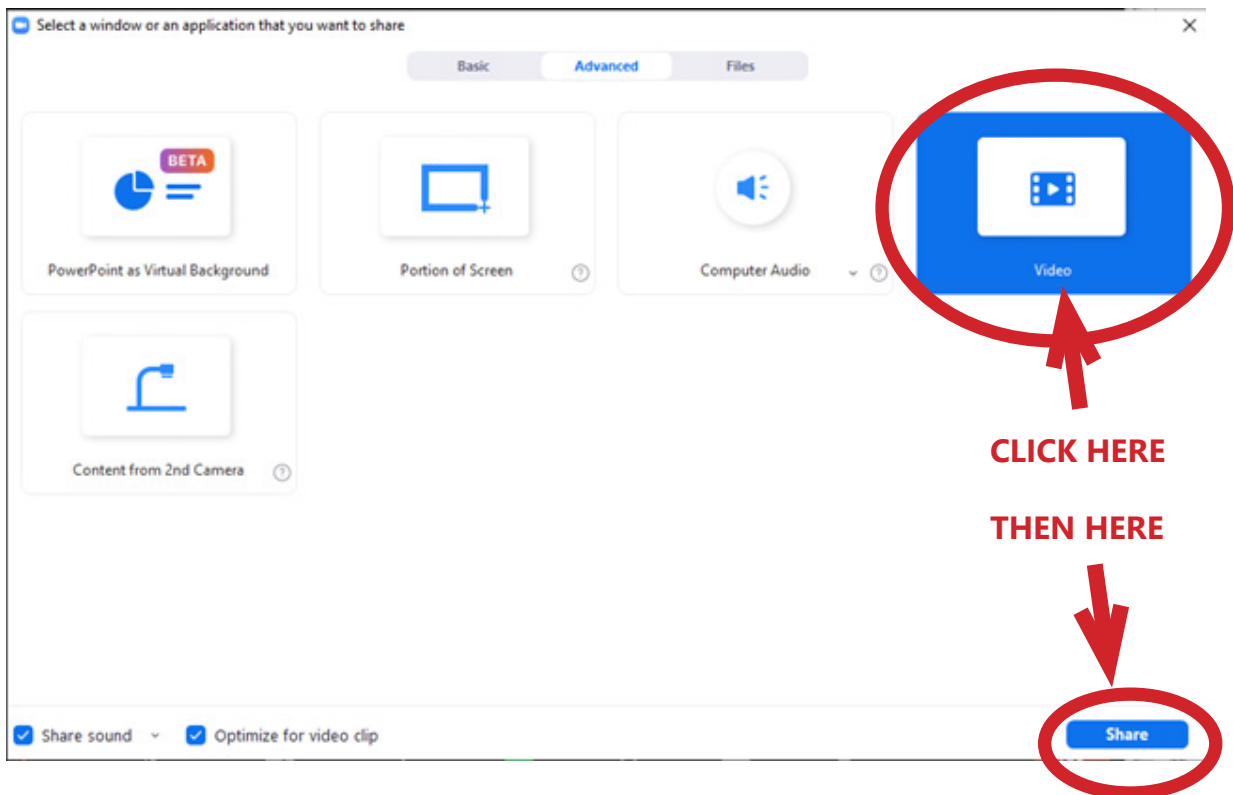 Select a window or an application that you want to share
Basic Advanced Files
BETA
PowerPoint as Virtual Background
Portion of Screen
Computer Audio
Video
Content from 2nd Camera
CLICK HERE
THEN HERE
Share sound
Optimize for video clip
Share